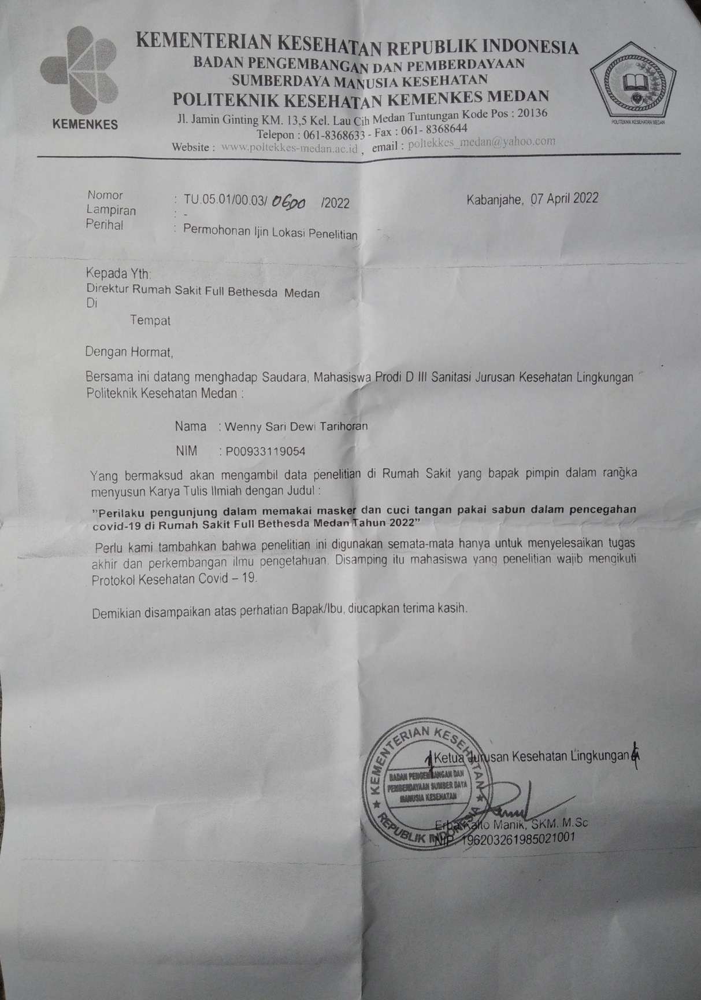 KEMENKES
KEMENTERIAN KESEHATAN REPUBLIK INDONESIA
BADAN PENGEMBANGAN DAN PEMBERDAYAAN
SUMBERDAYA MANUSIA KESEHATAN
POLITEKNIK KESEHATAN KEMENKES MEDAN
Jl. Jamin Ginting KM. 13,5 Kel. Lau Cih Medan Tuntungan Kode Pos : 20136
Telepon : 061-8368633 - Fax : 061- 8368644
Website : www.poltekkes-medan.ac.id , email : poltekkes_medan@yahoo.com
POLITEKNIK KESEHATAN MEDAN
Nomor : TU.05.01/00.03/ 0600 /2022 Kabanjahe, 07 April 2022
Lampiran : -
Perihal : Permohonan Ijin Lokasi Penelitian
Kepada Yth:
Direktur Rumah Sakit Full Bethesda Medan
Di
Tempat
Dengan Hormat,
Bersama ini datang menghadap Saudara, Mahasiswa Prodi D III Sanitasi Jurusan Kesehatan Lingkungan
Politeknik Kesehatan Medan :
Nama : Wenny Sari Dewi Tarihoran
NIM : P00933119054
Yang bermaksud akan mengambil data penelitian di Rumah Sakit yang bapak pimpin dalam rangka
menyusun Karya Tulis Ilmiah dengan Judul :
”Perilaku pengunjung dalam memakai masker dan cuci tangan pakai sabun dalam pencegahan
covid-19 di Rumah Sakit Full Bethesda Medan Tahun 2022”
Perlu kami tambahkan bahwa penelitian ini digunakan semata-mata hanya untuk menyelesaikan tugas
akhir dan perkembangan ilmu pengetahuan. Disamping itu mahasiswa yang penelitian wajib mengikuti
Protokol Kesehatan Covid – 19.
Demikian disampaikan atas perhatian Bapak/Ibu, diucapkan terima kasih.
Ketua Jurusan Kesehatan Lingkungan
KEMENTERIAN KESEHATAN
BADAN PENGEMBANGAN DAN
PEMBERDAYAAN SUMBER DAYA
MANUSIA KESEHATAN
REPUBLIK INDONESIA
Erba Kalto Manik, SKM. M.Sc
NIP. 196203261985021001